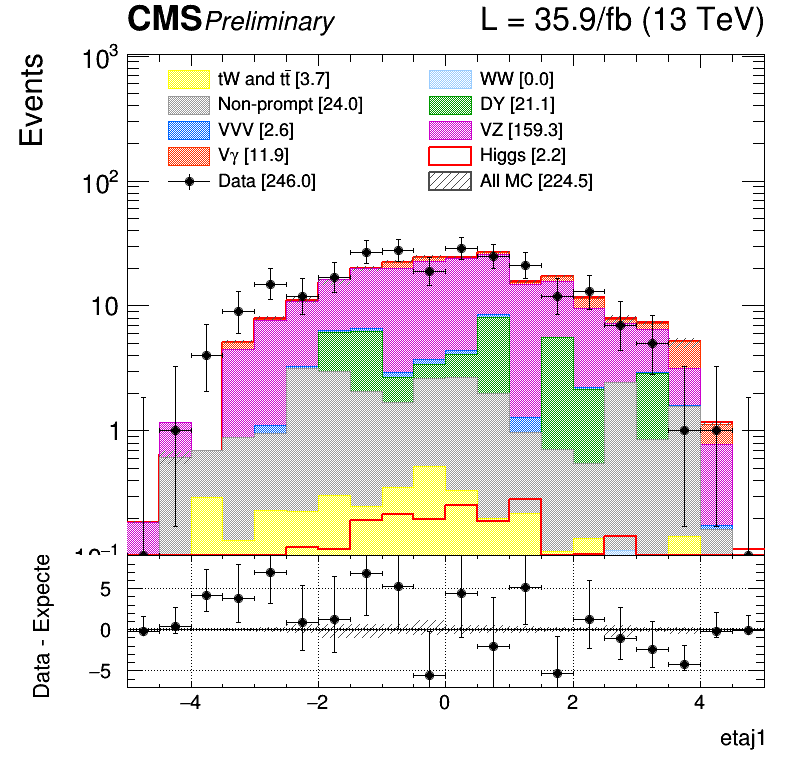 CMS Preliminary L = 35.9/fb (13 TeV)
Events
10³
10²
10
1
10⁻¹
tW and tt̄ [3.7]
Non-prompt [24.0]
VVV [2.6]
Vγ [11.9]
Data [246.0]
WW [0.0]
DY [21.1]
VZ [159.3]
Higgs [2.2]
All MC [224.5]
Data - Expecte
5
0
−5
−4 −2 0 2 4
etaj1